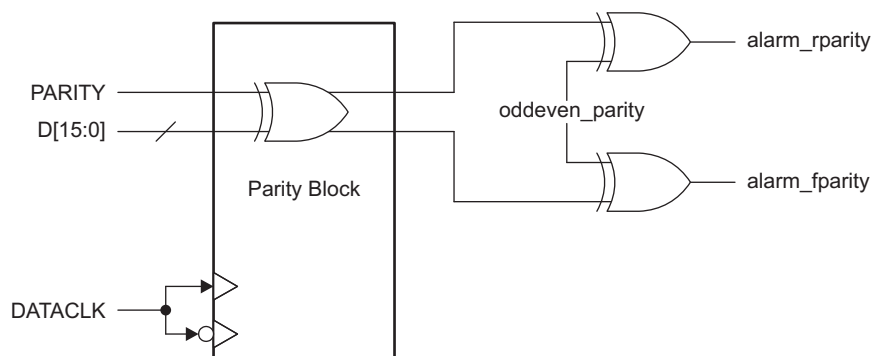 alarm_rparity
PARITY
oddeven_parity
D[15:0]
Parity Block
alarm_fparity
DATACLK